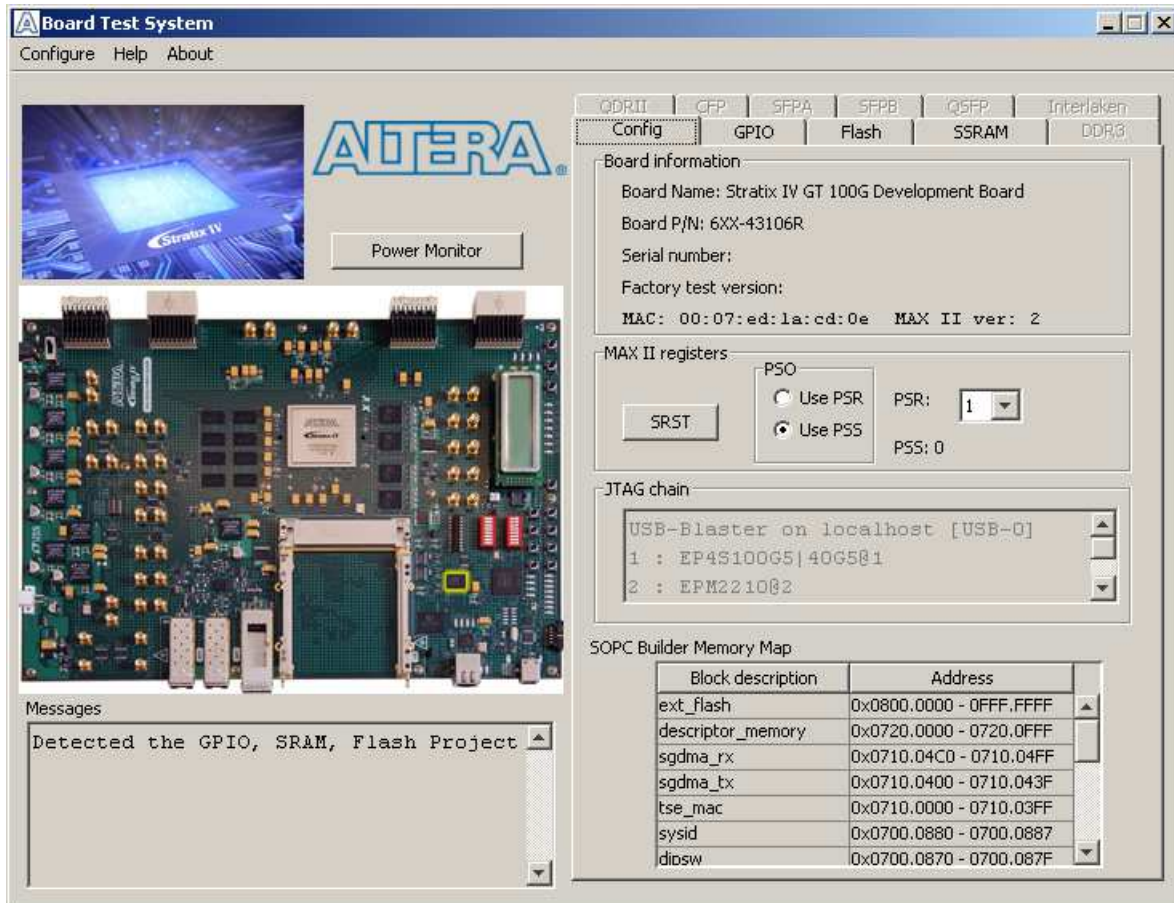 Board Test System
Configure Help About
Stratix IV
ALTERA®
Power Monitor
ALTERA
Stratix IV
ALTERA
Stratix IV
Messages
Detected the GPIO, SRAM, Flash Project
QDRII CFP SFPA SFPB QSFP Interlaken
Config GPIO Flash SSRAM DDR3
Board information
Board Name: Stratix IV GT 100G Development Board
Board P/N: 6XX-43106R
Serial number:
Factory test version:
MAC: 00:07:ed:1a:cd:0e MAX II ver: 2
MAX II registers
SRST
PSO
Use PSR
Use PSS
PSR: 1
PSS: 0
JTAG chain
USB-Blaster on localhost [USB-0]
1 : EP4S100G5|40G5@1
2 : EPM2210@2
SOPC Builder Memory Map
Block description Address
ext_flash 0x0800.0000 - 0FFF.FFFF
descriptor_memory 0x0720.0000 - 0720.0FFF
sgdma_rx 0x0710.04C0 - 0710.04FF
sgdma_tx 0x0710.0400 - 0710.043F
tse_mac 0x0710.0000 - 0710.03FF
sysid 0x0700.0880 - 0700.0887
dipsw 0x0700.0870 - 0700.087F